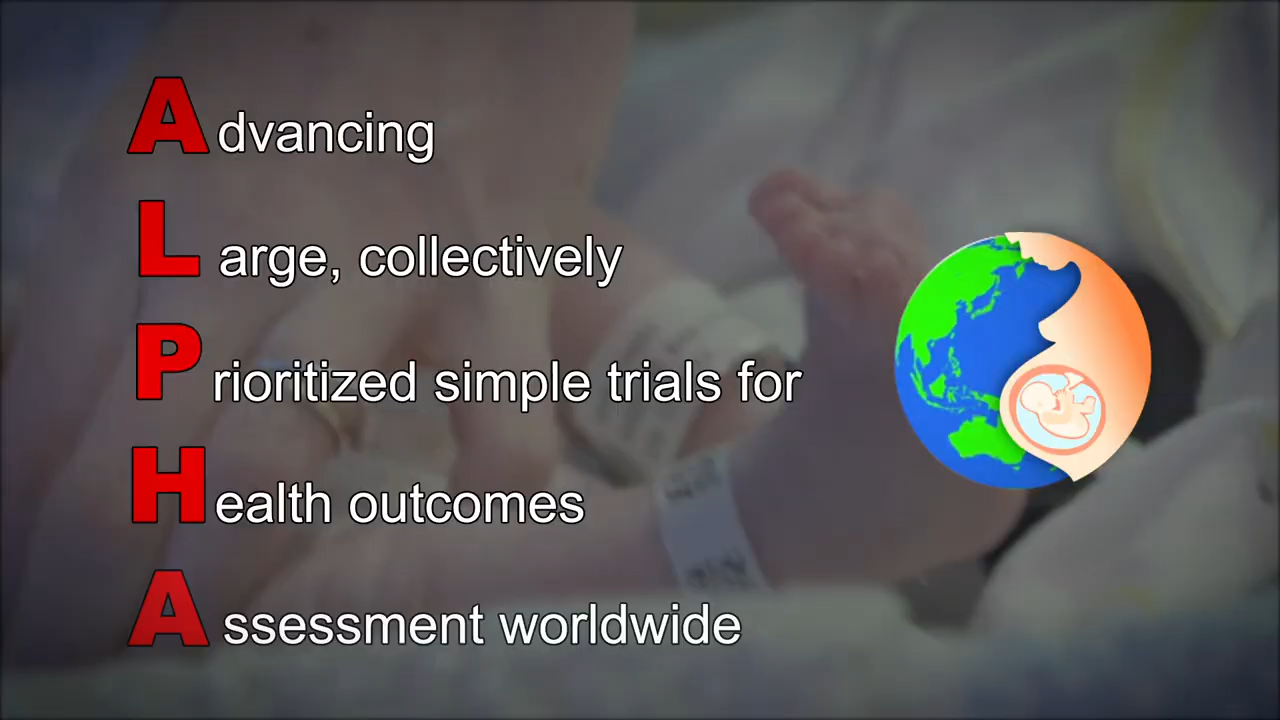 Advancing
Large, collectively
Prioritized simple trials for
Health outcomes
Assessment worldwide